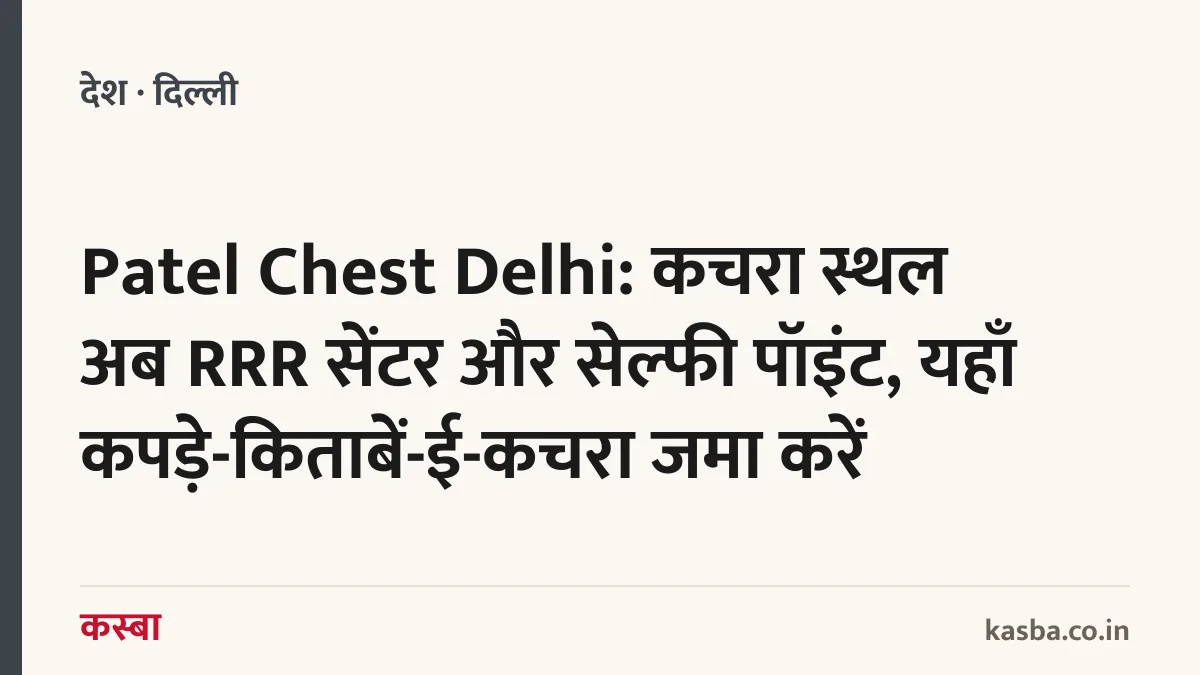 देश · दिल्ली
Patel Chest Delhi: कचरा स्थल
अब RRR सेंटर और सेल्फी पॉइंट, यहाँ
कपड़े-किताबें-ई-कचरा जमा करें
कस्बा
kasba.co.in